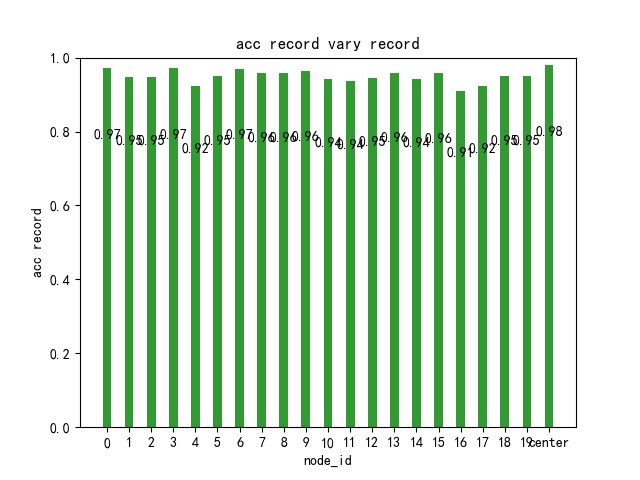 acc record vary record
acc record
1.0
0.8
0.6
0.4
0.2
0.0
0.97 0.95 0.95 0.97 0.92 0.95 0.97 0.96 0.96 0.96 0.94 0.94 0.95 0.96 0.94 0.96 0.91 0.92 0.95 0.95 0.98
0 1 2 3 4 5 6 7 8 9 10 11 12 13 14 15 16 17 18 19 center
node_id